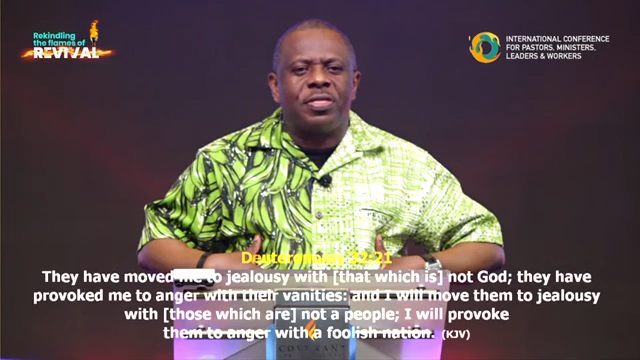 Rekindling
the flames of
REVIVAL
INTERNATIONAL CONFERENCE
FOR PASTORS, MINISTERS,
LEADERS & WORKERS
Deuteronomy 32:21
They have moved me to jealousy with [that which is] not God; they have
provoked me to anger with their vanities: and I will move them to jealousy
with [those which are] not a people; I will provoke
them to anger with a foolish nation. (KJV)
COVENANT